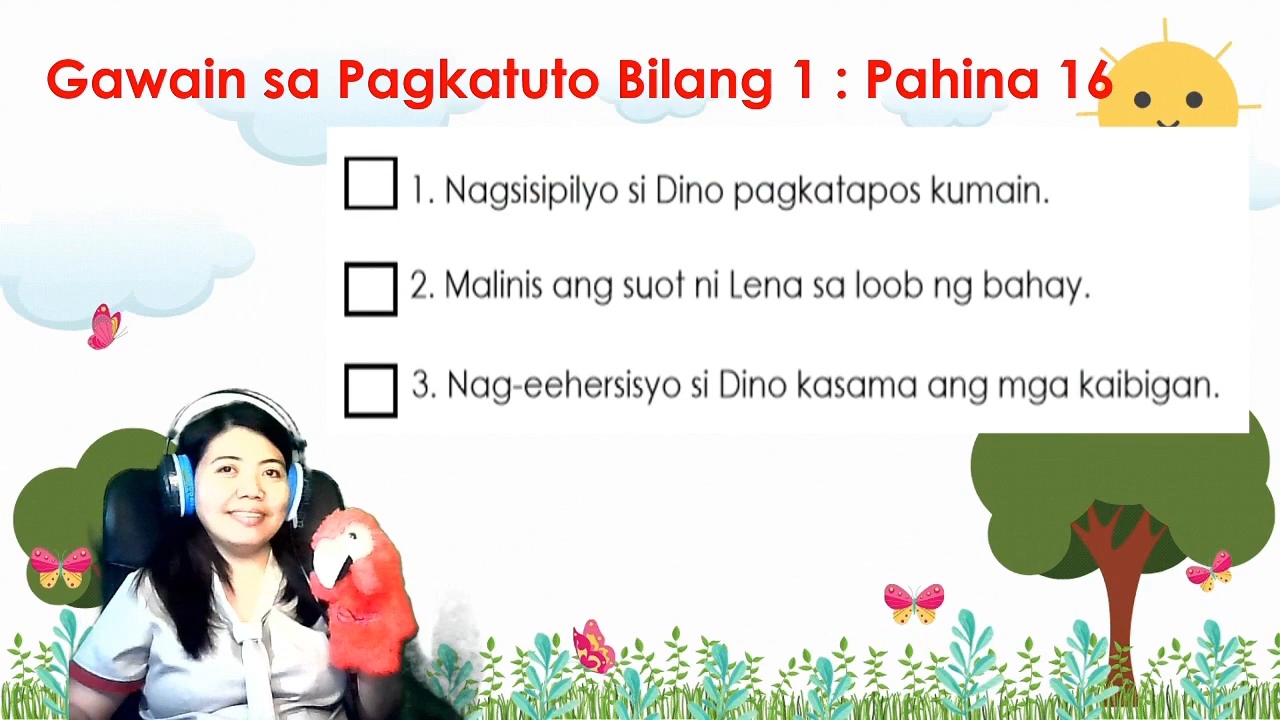 Gawain sa Pagkatuto Bilang 1 : Pahina 16
1. Nagsisipilyo si Dino pagkatapos kumain.
2. Malinis ang suot ni Lena sa loob ng bahay.
3. Nag-eehersisyo si Dino kasama ang mga kaibigan.